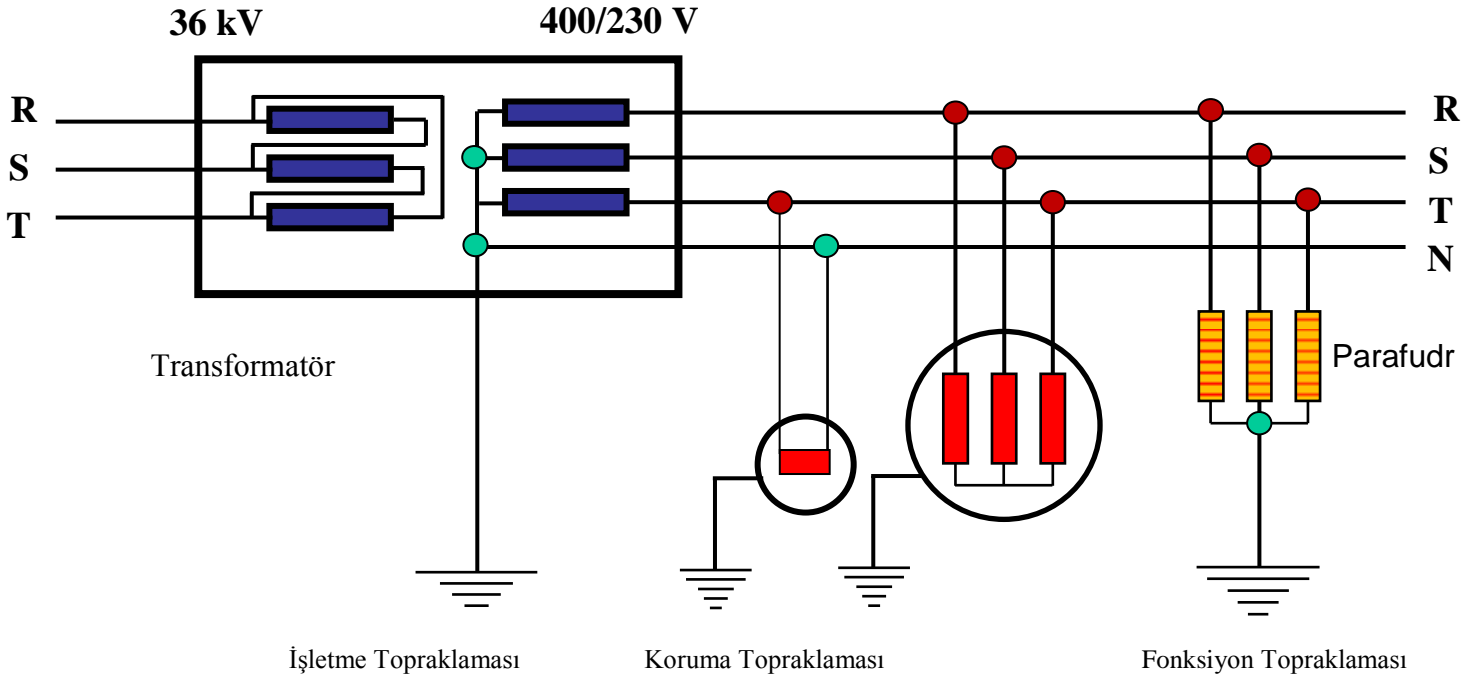 36 kV
400/230 V
R
S
T
R
S
T
N
Transformatör
Parafudr
İşletme Topraklaması
Koruma Topraklaması
Fonksiyon Topraklaması